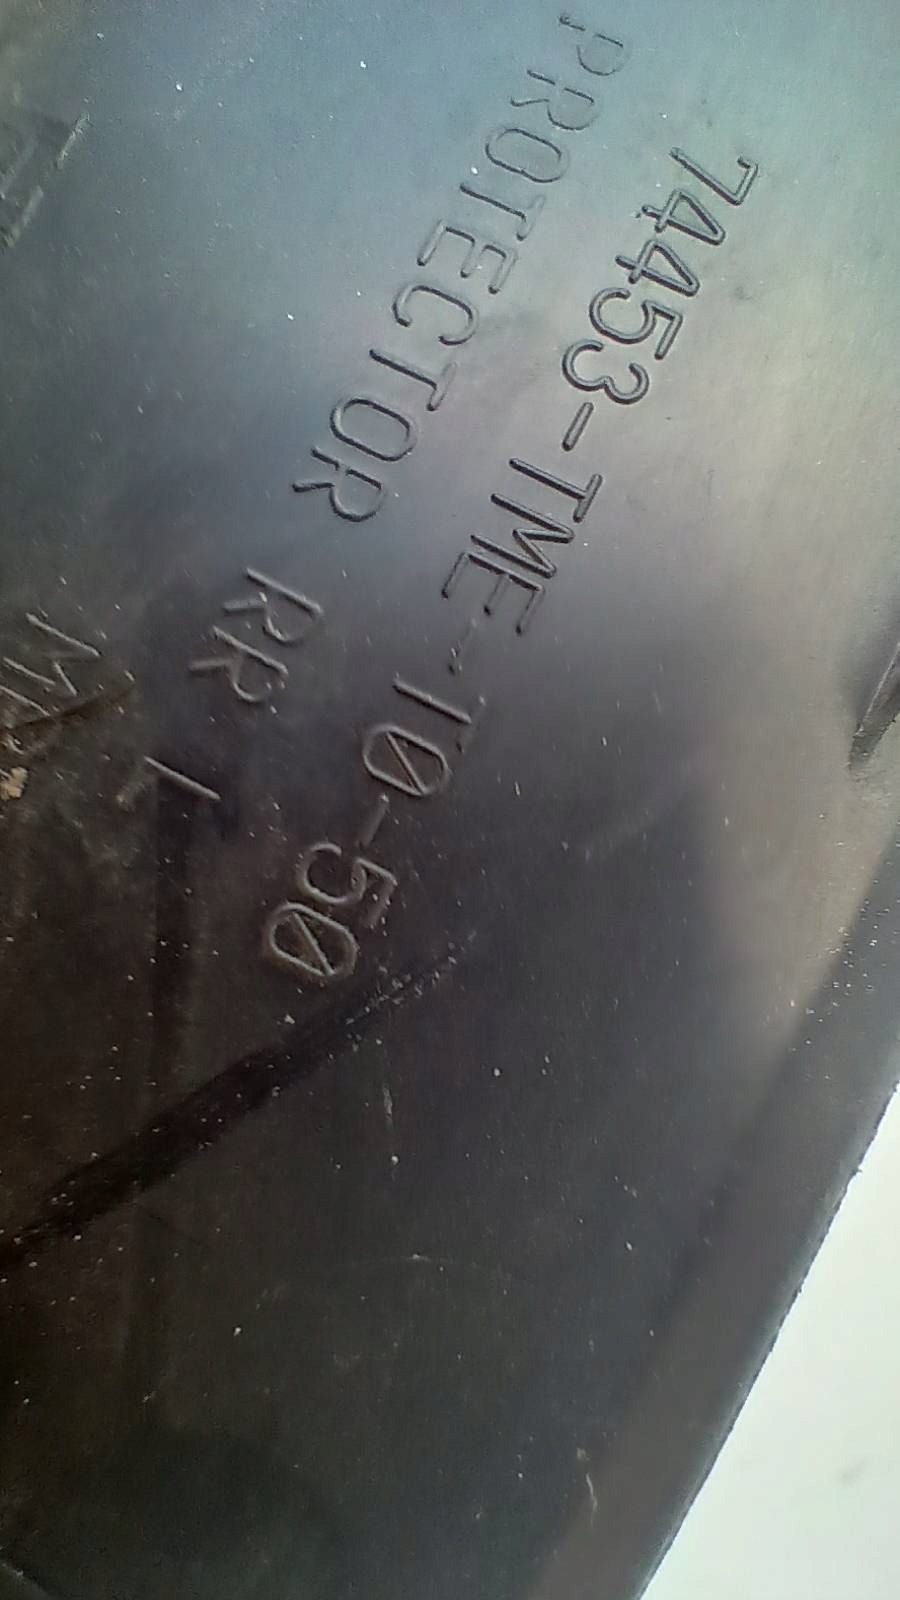 74453-TME-T0-50
PROTECTOR RR L